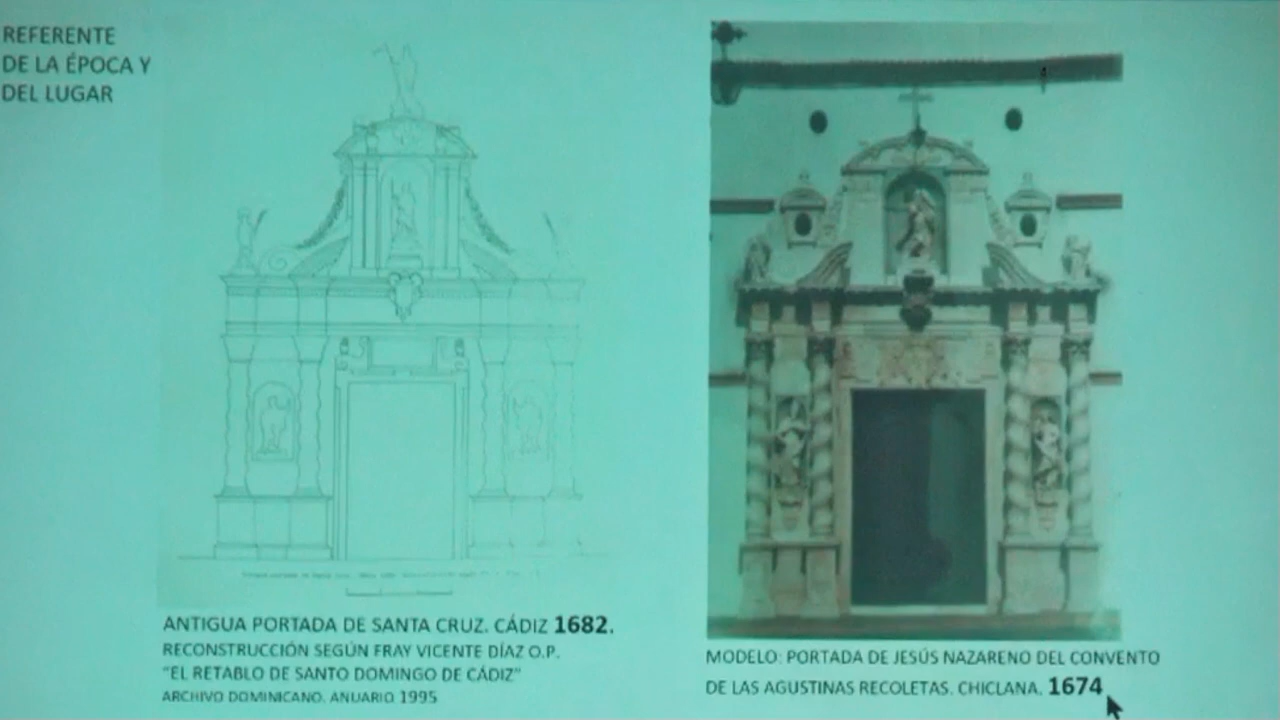 REFERENTE
DE LA ÉPOCA Y
DEL LUGAR
ANTIGUA PORTADA DE SANTA CRUZ. CÁDIZ 1682.
RECONSTRUCCIÓN SEGÚN FRAY VICENTE DÍAZ O.P.
“EL RETABLO DE SANTO DOMINGO DE CÁDIZ”
ARCHIVO DOMINICANO. ANUARIO 1995
MODELO: PORTADA DE JESÚS NAZARENO DEL CONVENTO
DE LAS AGUSTINAS RECOLETAS. CHICLANA. 1674